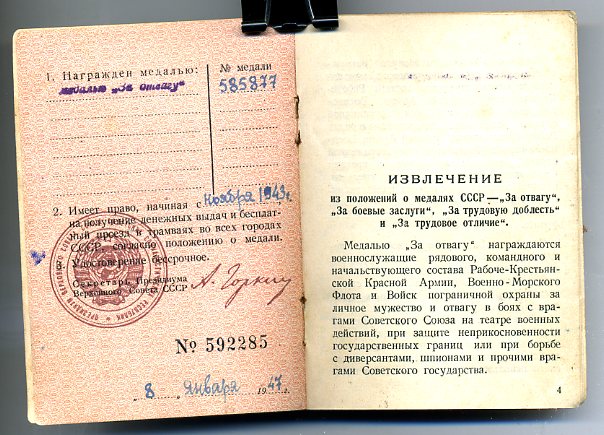 1. Награжден медалью:
№ медали
медалью „За отвагу"
585877
2. Имеет право, начиная с
Ноября 1943 г
на получение денежных выдач и бесплат-
ный проезд в трамваях во всех городах
СССР, согласно положению о медали.
3. Удостоверение бессрочное.
Секретарь Президиума
Верховного Совета СССР
А. Горкин
№ 592285
„8 января 1947 г.
ИЗВЛЕЧЕНИЕ
из положений о медалях СССР—„За отвагу",
„За боевые заслуги", „За трудовую доблесть"
и „За трудовое отличие".
Медалью „За отвагу" награждаются
военнослужащие рядового, командного и
начальствующего состава Рабоче-Крестьян-
ской Красной Армии, Военно-Морского
Флота и Войск пограничной охраны за
личное мужество и отвагу в боях с вра-
гами Советского Союза на театре военных
действий, при защите неприкосновенности
государственных границ или при борьбе
с диверсантами, шпионами и прочими вра-
гами Советского государства.
4